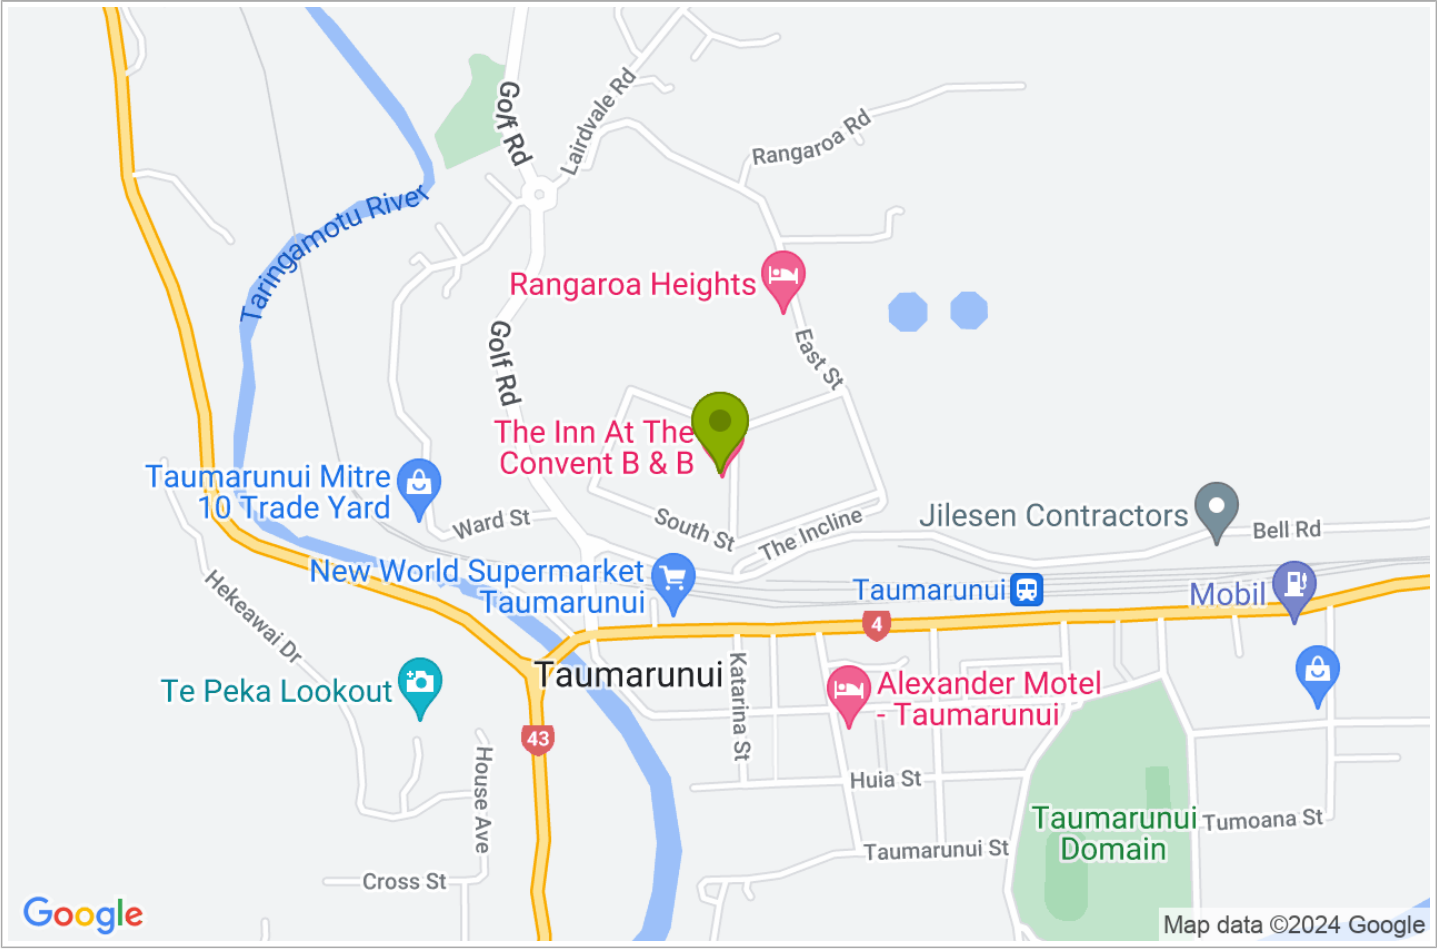 Golf Rd
Lairdvale Rd
Rangaroa Rd
Taringamotu River
Rangaroa Heights
Golf Rd
East St
The Inn At The
Convent B & B
Taumarunui Mitre
10 Trade Yard
Ward St
South St
The Incline
Jilesen Contractors
Bell Rd
New World Supermarket
Taumarunui
Taumarunui
Mobil
Hekeawai Dr
4
Taumarunui
Katarina St
Te Peka Lookout
Alexander Motel
- Taumarunui
43
House Ave
Huia St
Taumarunui
Domain
Tumoana St
Taumarunui St
Cross St
Google
Map data ©2024 Google